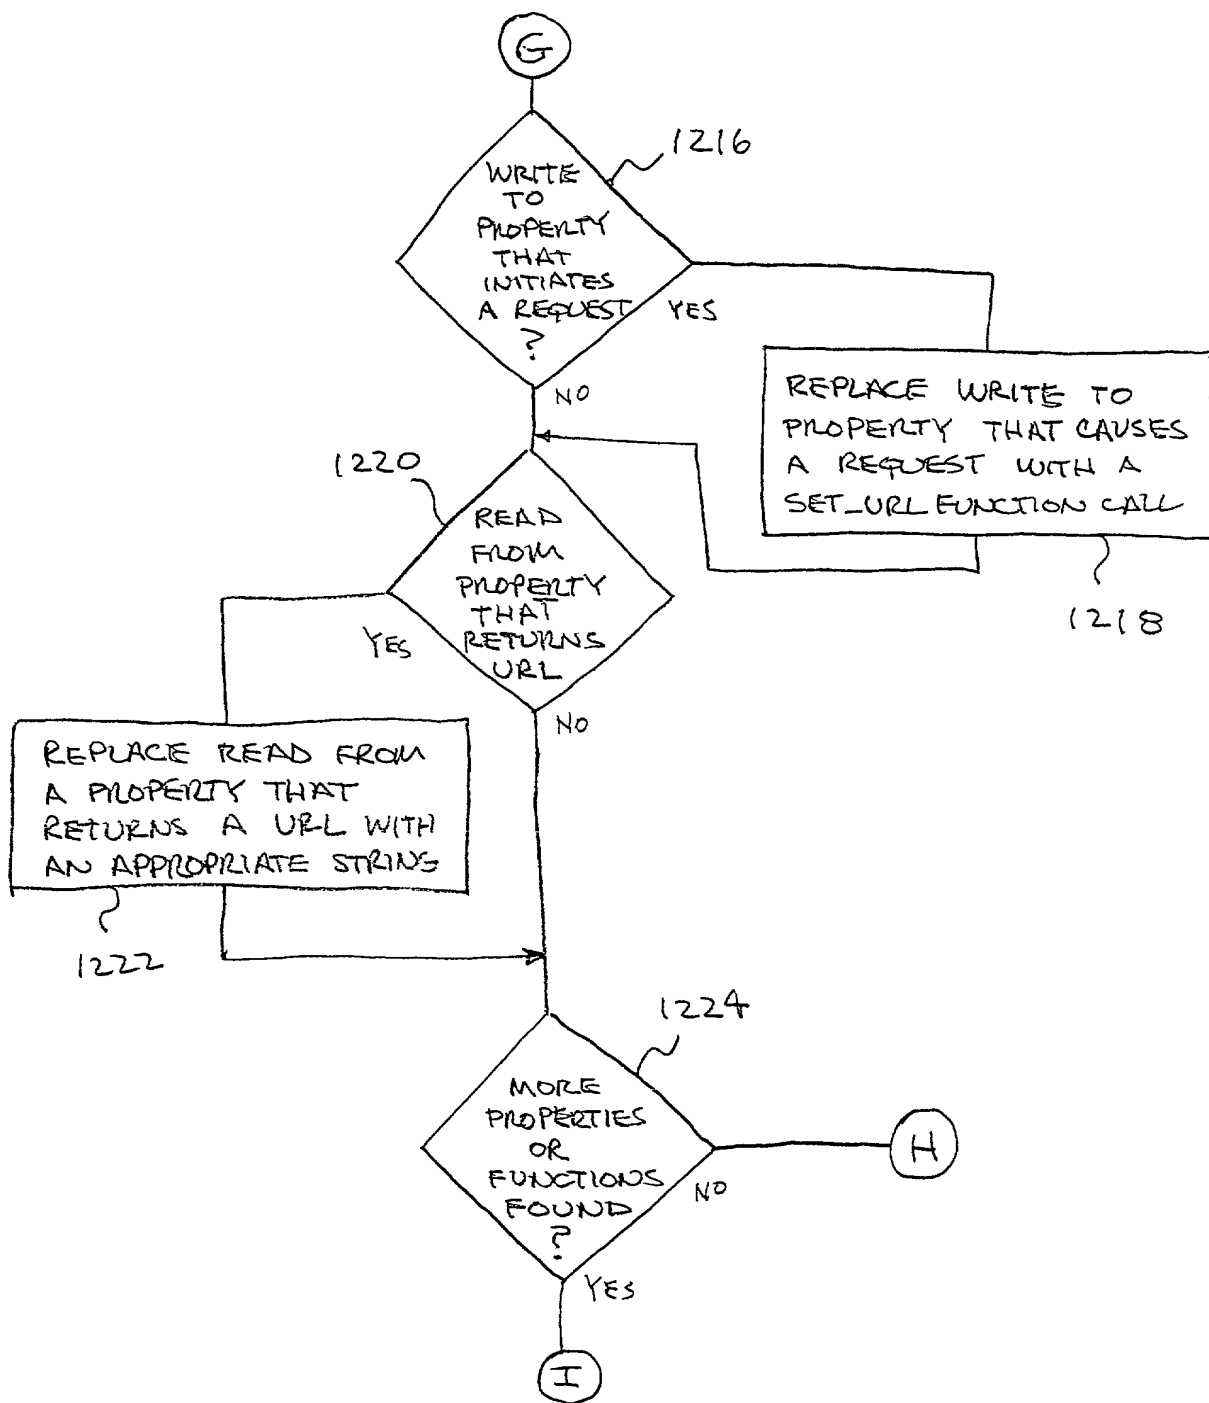 G
1216
WRITE
TO
PROPERTY
THAT
INITIATES
A REQUEST
?
YES
NO
REPLACE WRITE TO
PROPERTY THAT CAUSES
A REQUEST WITH A
SET_URL FUNCTION CALL
1218
1220
READ
FROM
PROPERTY
THAT
RETURNS
URL
YES
NO
REPLACE READ FROM
A PROPERTY THAT
RETURNS A URL WITH
AN APPROPRIATE STRING
1222
1224
MORE
PROPERTIES
OR
FUNCTIONS
FOUND
?
NO
H
YES
I